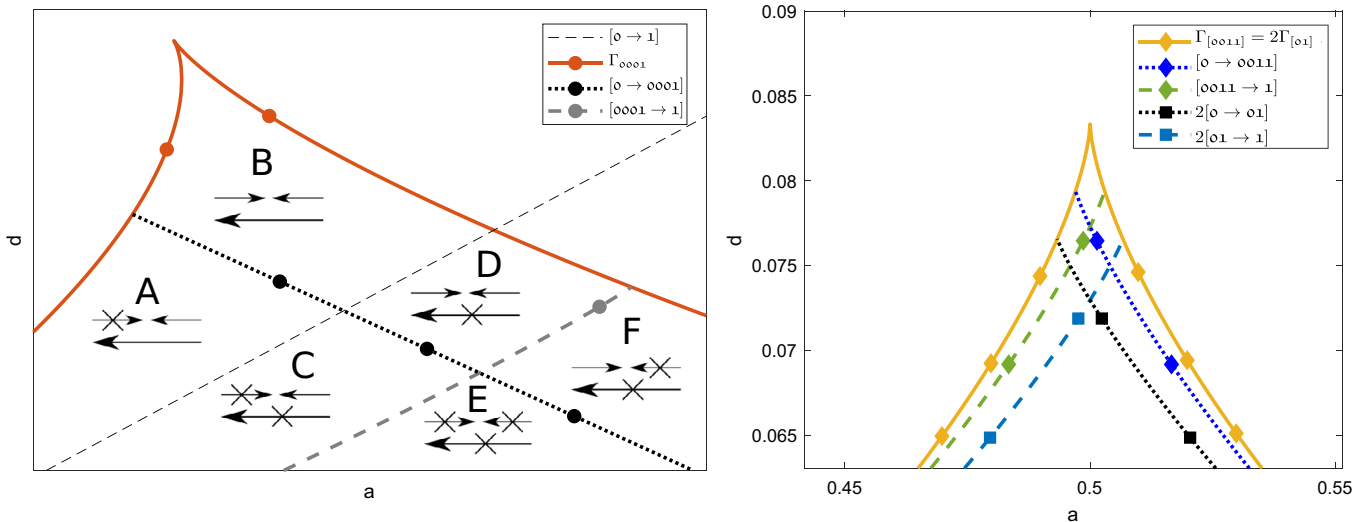 [0 → 1]
Γ₀₀₀₁
[0 → 0001]
[0001 → 1]
B
D
A
F
C
E
d
a
0.09
0.085
0.08
0.075
0.07
0.065
Γ[0011] = 2Γ[01]
[0 → 0011]
[0011 → 1]
2[0 → 01]
2[01 → 1]
d
0.45
0.5
0.55
a